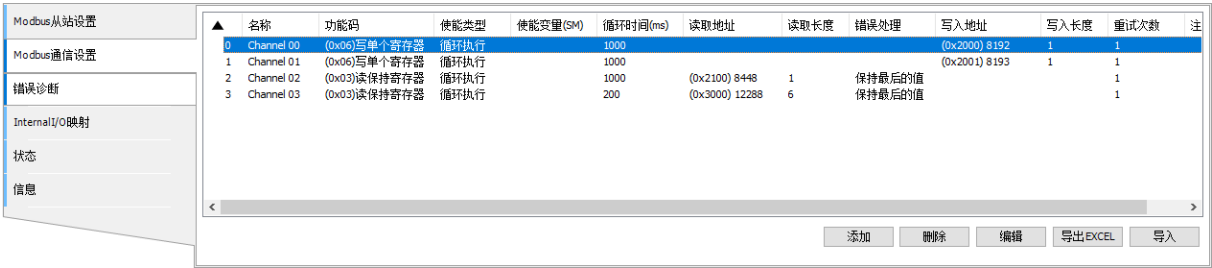 Modbus从站设置
Modbus通信设置
错误诊断
InternalI/O映射
状态
信息
▲ 名称 功能码 使能类型 使能变量(SM) 循环时间(ms) 读取地址 读取长度 错误处理 写入地址 写入长度 重试次数 注
0 Channel 00 (0x06)写单个寄存器 循环执行 1000 (0x2000) 8192 1 1
1 Channel 01 (0x06)写单个寄存器 循环执行 1000 (0x2001) 8193 1 1
2 Channel 02 (0x03)读保持寄存器 循环执行 1000 (0x2100) 8448 1 保持最后的值 1
3 Channel 03 (0x03)读保持寄存器 循环执行 200 (0x3000) 12288 6 保持最后的值 1
添加 删除 编辑 导出EXCEL 导入